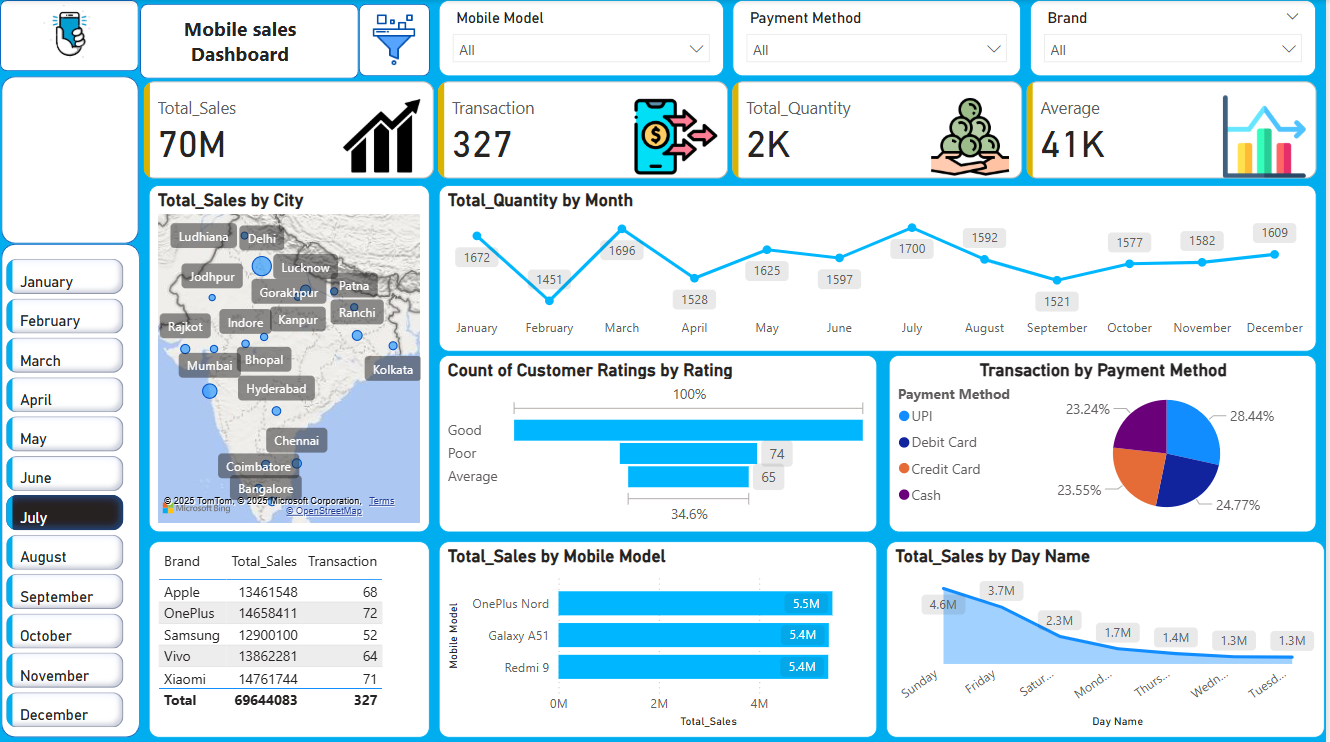 Mobile sales
Dashboard
Mobile Model
All
Payment Method
All
Brand
All
Total_Sales
70M
Transaction
327
Total_Quantity
2K
Average
41K
January
February
March
April
May
June
July
August
September
October
November
December
Total_Sales by City
Ludhiana
Delhi
Lucknow
Jodhpur
Gorakhpur
Patna
Ranchi
Rajkot
Indore
Kanpur
Mumbai
Bhopal
Kolkata
Hyderabad
Chennai
Coimbatore
Bangalore
© 2025 TomTom, © 2025 Microsoft Corporation, Terms
Microsoft Bing
© OpenStreetMap
Total_Quantity by Month
1672
1451
1696
1528
1625
1597
1700
1592
1521
1577
1582
1609
January February March April May June July August September October November December
Count of Customer Ratings by Rating
100%
Good
Poor 74
Average 65
34.6%
Transaction by Payment Method
Payment Method
UPI
Debit Card
Credit Card
Cash
23.24%
28.44%
23.55%
24.77%
Brand Total_Sales Transaction
Apple 13461548 68
OnePlus 14658411 72
Samsung 12900100 52
Vivo 13862281 64
Xiaomi 14761744 71
Total 69644083 327
Total_Sales by Mobile Model
Mobile Model
OnePlus Nord 5.5M
Galaxy A51 5.4M
Redmi 9 5.4M
0M 2M 4M
Total_Sales
Total_Sales by Day Name
4.6M
3.7M
2.3M
1.7M
1.4M
1.3M
1.3M
Sunday Friday Satur... Mond... Thurs... Wedn... Tuesd...
Day Name